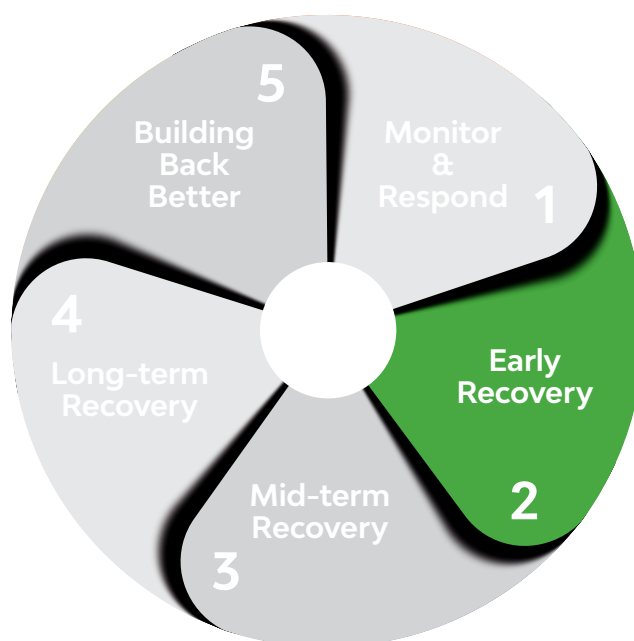 1
Monitor
&
Respond
2
Early
Recovery
3
Mid-term
Recovery
4
Long-term
Recovery
5
Building
Back
Better